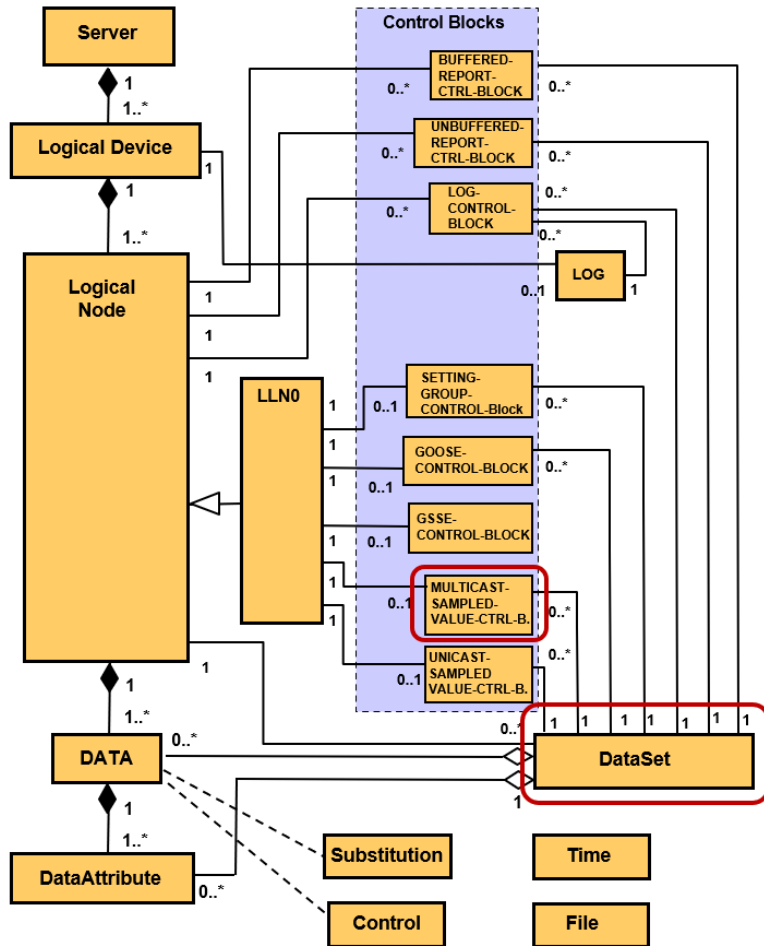 Control Blocks
Server
BUFFERED-
REPORT-
CTRL-BLOCK
1
0..*
0..*
1..*
UNBUFFERED-
REPORT-
CTRL-BLOCK
Logical Device
1
0..*
0..*
1
LOG-
CONTROL-
BLOCK
0..*
0..*
1..*
0..*
Logical
Node
LOG
1
0..1
1
1
1
SETTING-
GROUP-
CONTROL-Block
LLN0
1
0..1
0..*
1
GOOSE-
CONTROL-BLOCK
0..*
1
0..1
GSSE-
CONTROL-BLOCK
1
0..1
MULTICAST-
SAMPLED-
VALUE-CTRL-B.
1
0..1
0..*
1
UNICAST-
SAMPLED
VALUE-CTRL-B.
0..*
1
0..1
1
1..*
0..*
1
1
1
1
1
1
1
DATA
0..*
DataSet
1
1
1..*
DataAttribute
0..*
Substitution
Time
Control
File